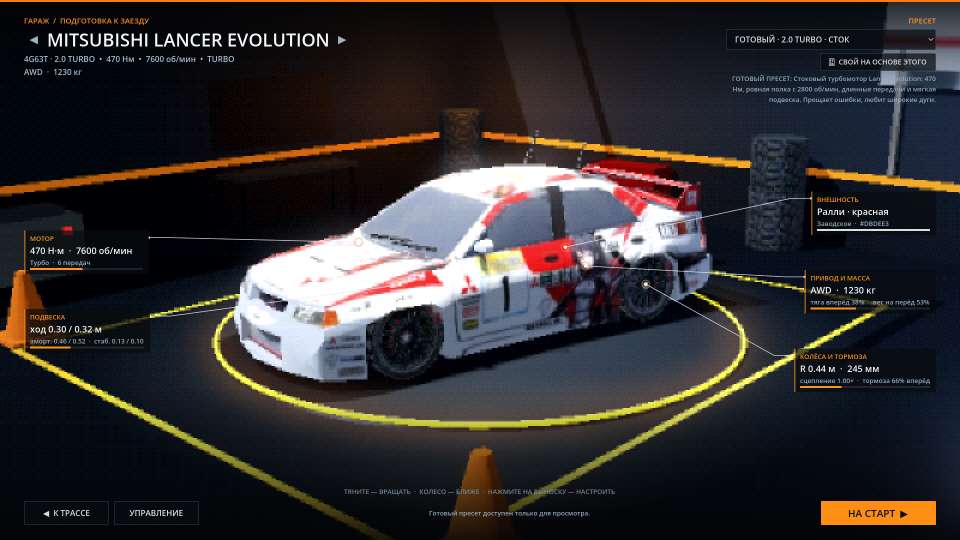 ГАРАЖ / ПОДГОТОВКА К ЗАЕЗДУ
◀ MITSUBISHI LANCER EVOLUTION ▶
4G63T · 2.0 TURBO • 470 Нм • 7600 об/мин • TURBO
AWD • 1230 кг
ПРЕСЕТ
ГОТОВЫЙ · 2.0 TURBO · СТОК
СВОЙ НА ОСНОВЕ ЭТОГО
ГОТОВЫЙ ПРЕСЕТ: Стоковый турбомотор Lancer Evolution: 470
Нм, ровная полка с 2800 об/мин, длинные передачи и мягкая
подвеска. Прощает ошибки, любит широкие дуги.
МОТОР
470 Н·м · 7600 об/мин
Турбо · 6 передач
ПОДВЕСКА
ход 0.30 / 0.32 м
аморт. 0.46 / 0.52 · стаб. 0.13 / 0.10
ВНЕШНОСТЬ
Ралли · красная
Заводское · #DBDEE3
ПРИВОД И МАССА
AWD · 1230 кг
тяга вперёд 38% · вес на перёд 53%
КОЛЁСА И ТОРМОЗА
R 0.44 м · 245 мм
сцепление 1.00× · тормоза 66% вперёд
1
ТЯНИТЕ — ВРАЩАТЬ · КОЛЕСО — БЛИЖЕ · НАЖМИТЕ НА ВЫНОСКУ — НАСТРОИТЬ
◀ К ТРАССЕ
УПРАВЛЕНИЕ
Готовый пресет доступен только для просмотра.
НА СТАРТ ▶